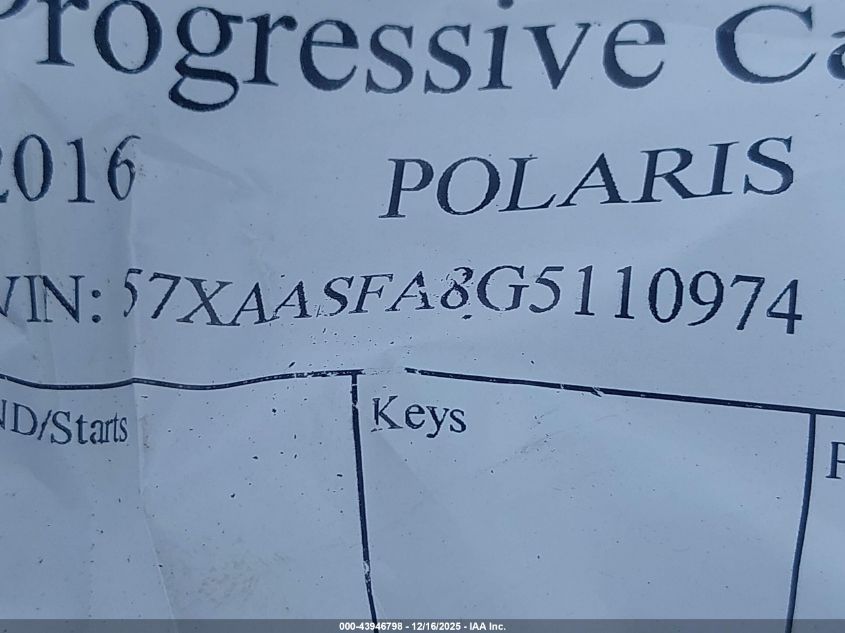 Progressive Ca
2016 POLARIS
VIN: 57XAASFA8G5110974
ND/Starts Keys
000-43946798 - 12/16/2025 - IAA Inc.